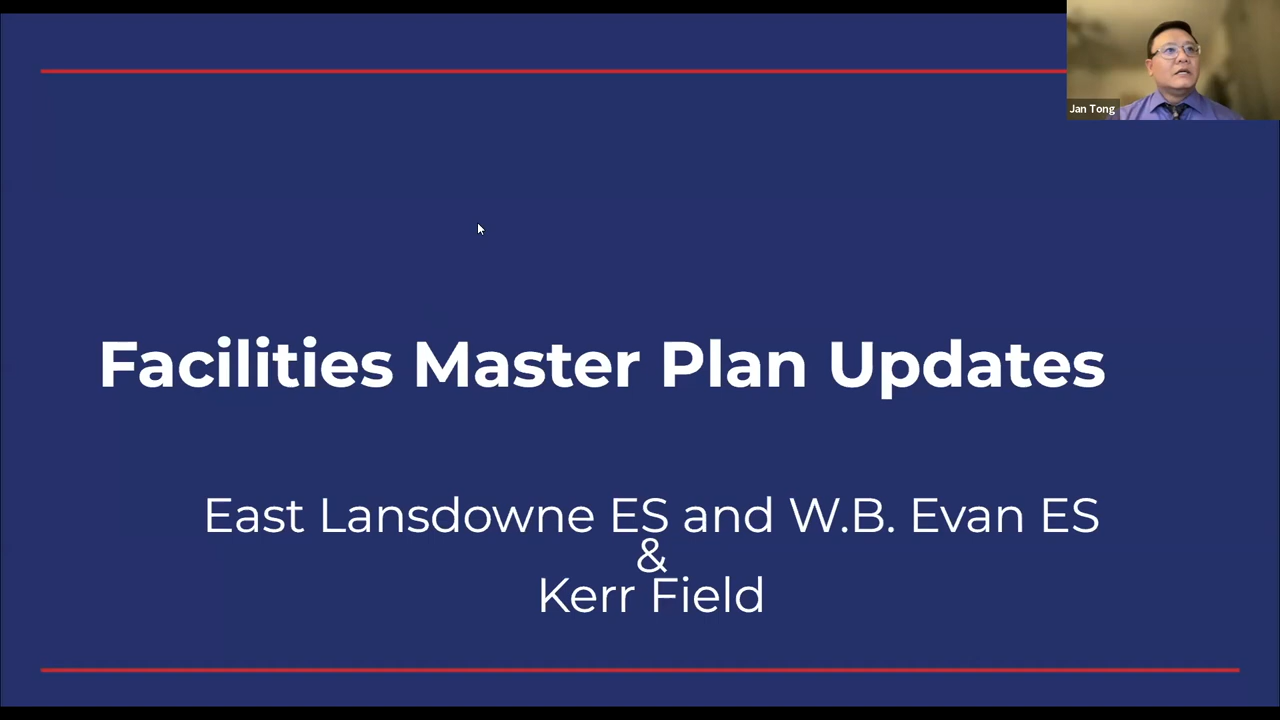 Jan Tong
Facilities Master Plan Updates
East Lansdowne ES and W.B. Evan ES
&
Kerr Field